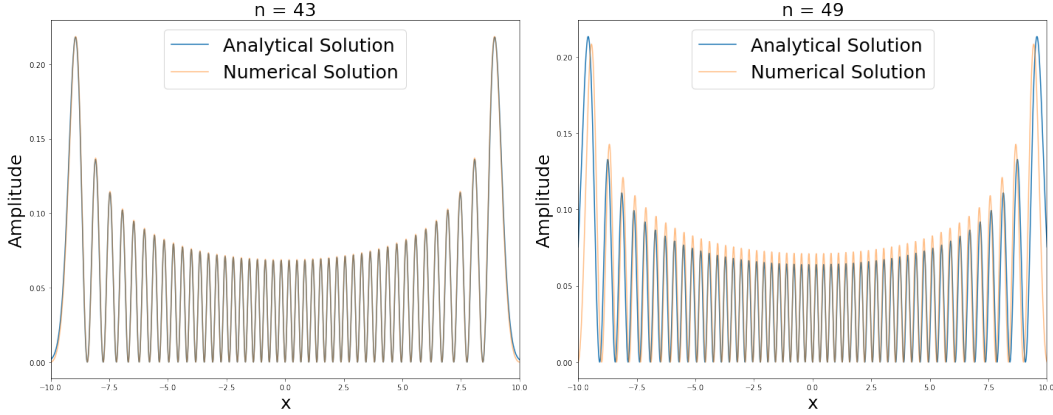 n = 43
Analytical Solution
Numerical Solution
Amplitude
0.20
0.15
0.10
0.05
0.00
−10.0 −7.5 −5.0 −2.5 0.0 2.5 5.0 7.5 10.0
x
n = 49
Analytical Solution
Numerical Solution
Amplitude
0.20
0.15
0.10
0.05
0.00
−10.0 −7.5 −5.0 −2.5 0.0 2.5 5.0 7.5 10.0
x